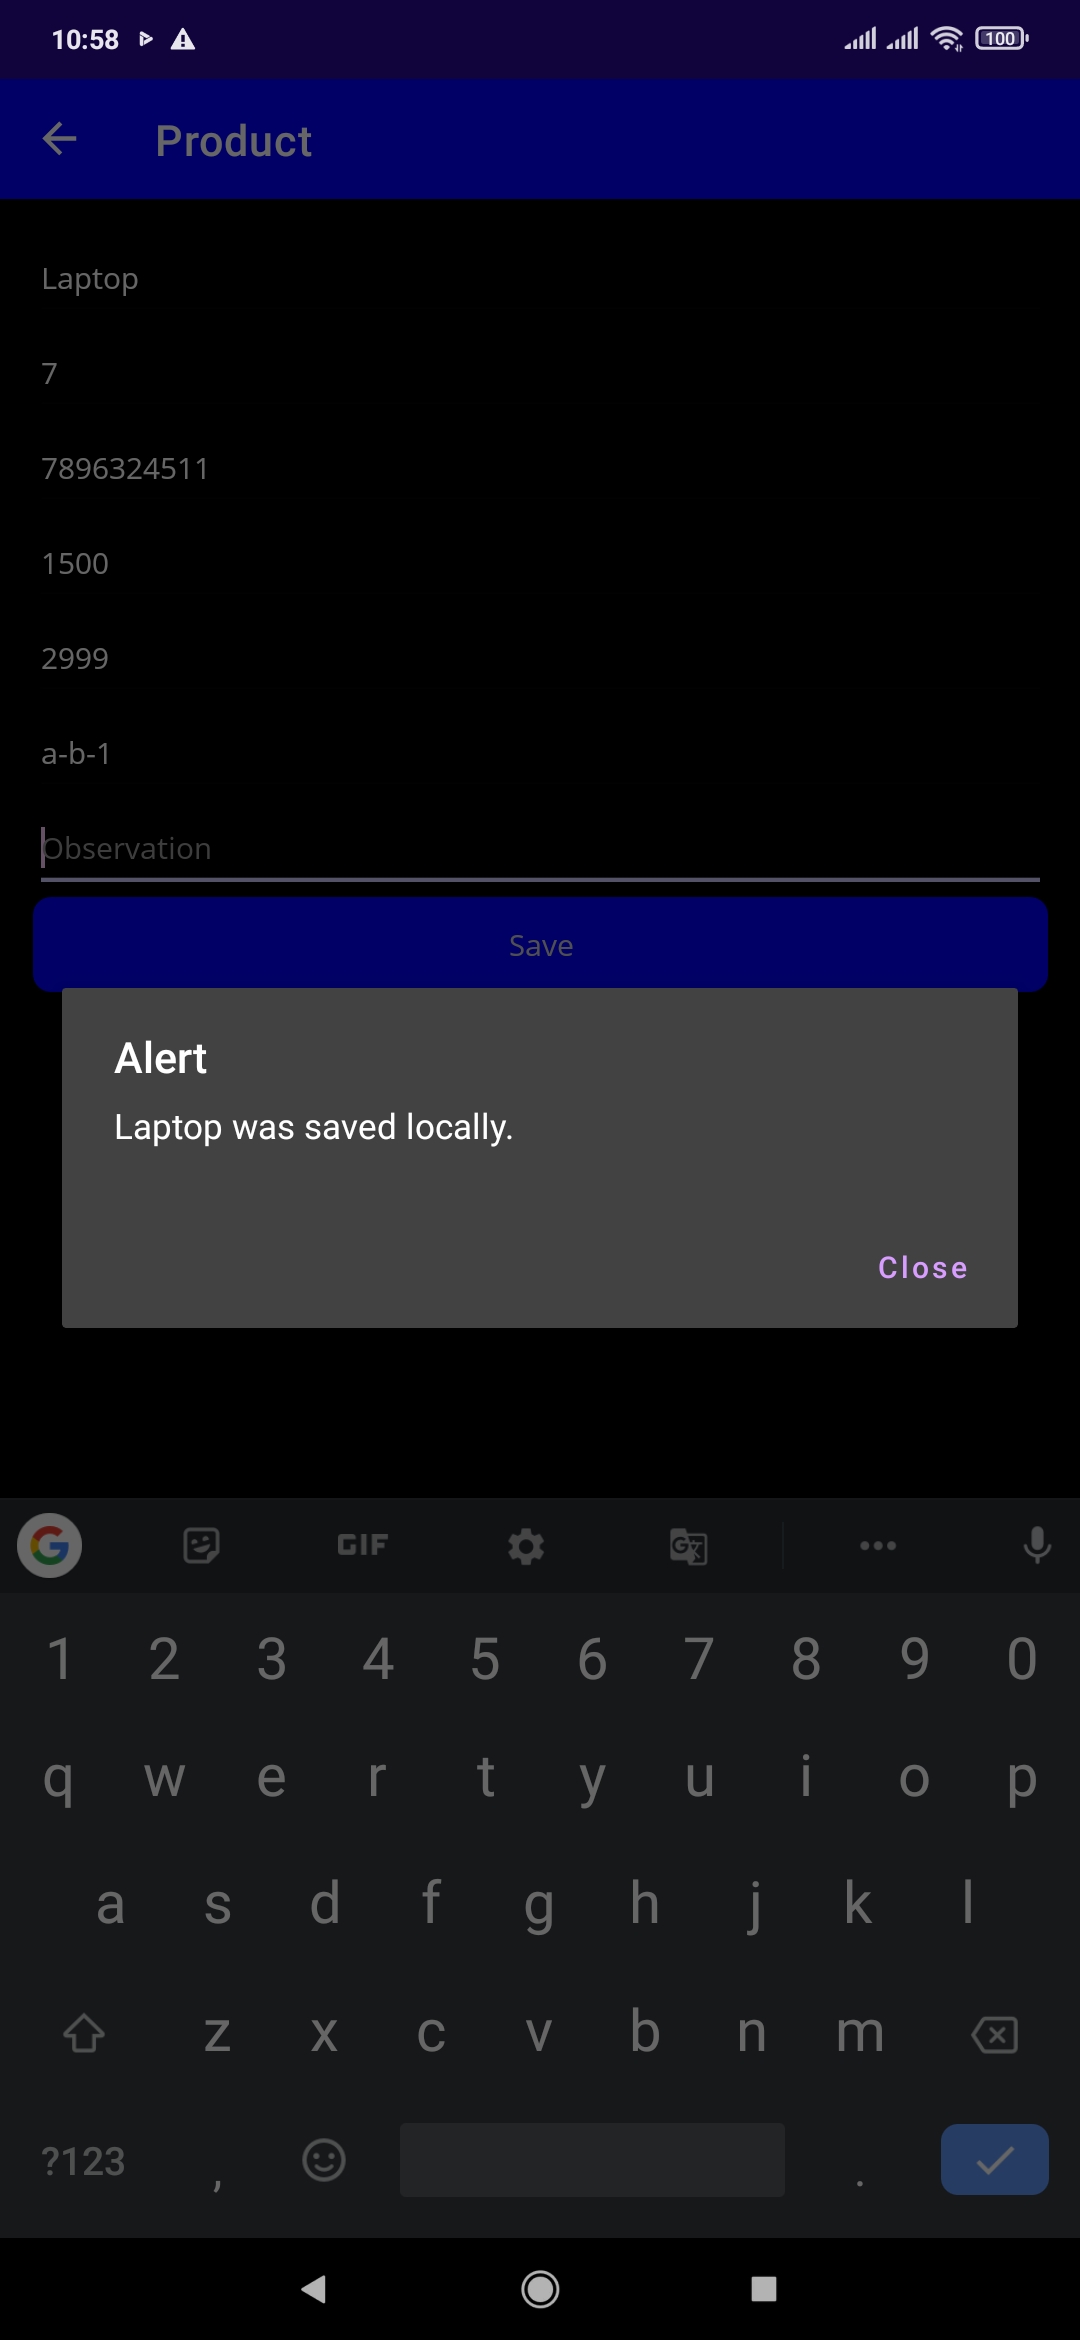 10:58
100
Product
Laptop
7
7896324511
1500
2999
a-b-1
Observation
Save
Alert
Laptop was saved locally.
Close
G GIF G
1 2 3 4 5 6 7 8 9 0
q w e r t y u i o p
a s d f g h j k l
z x c v b n m
?123 , .